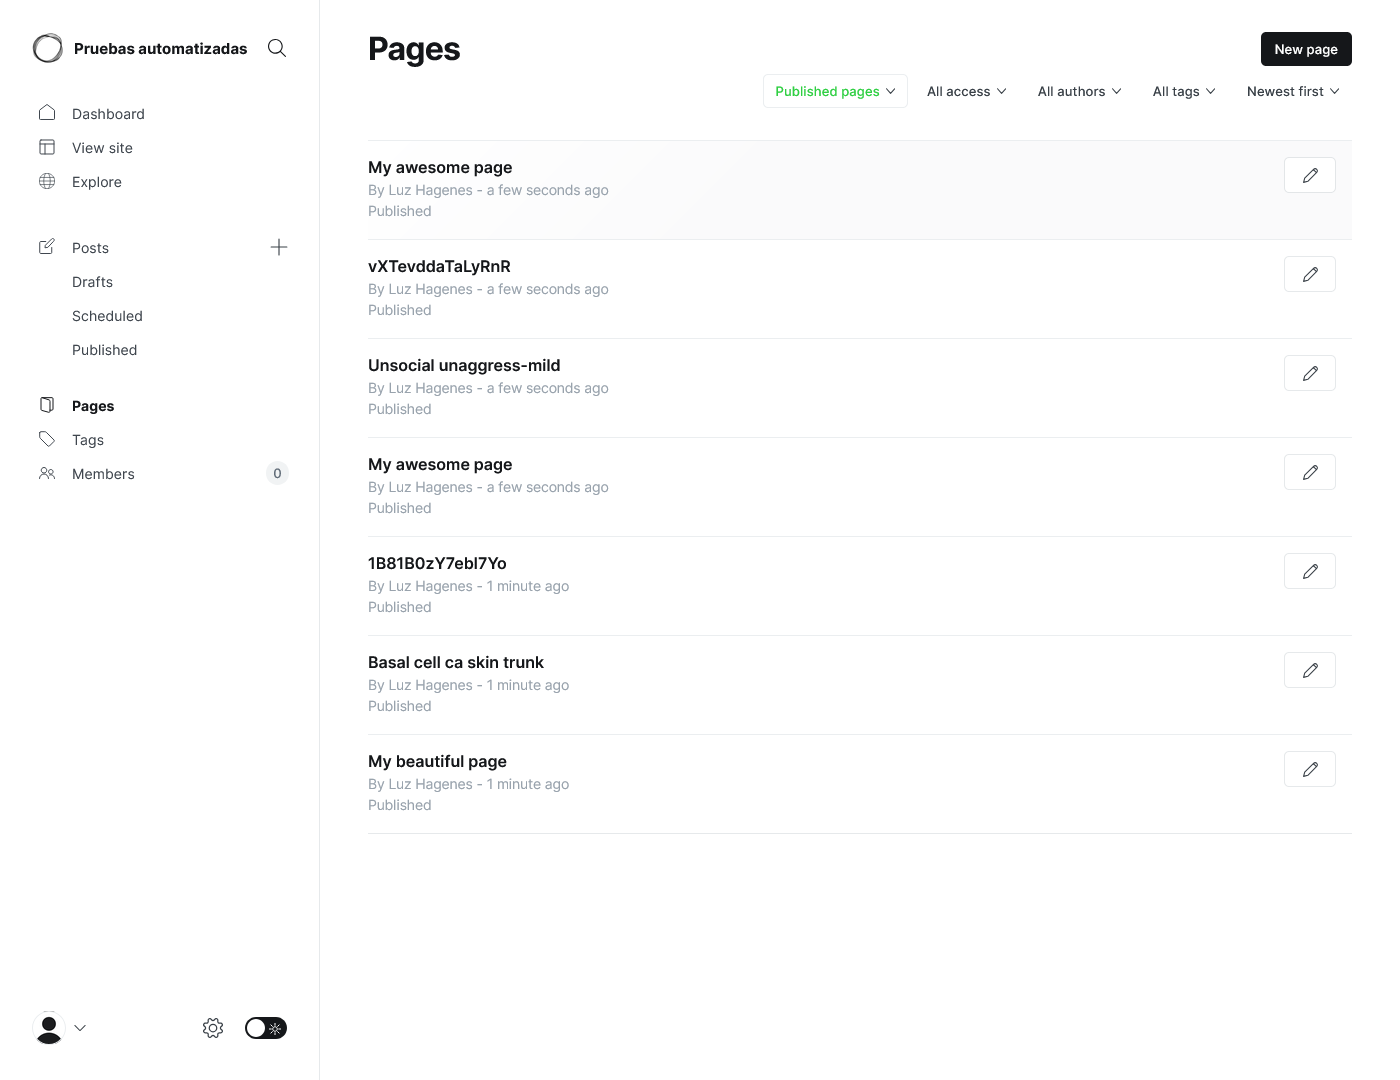 Pruebas automatizadas
Dashboard
View site
Explore
Posts
Drafts
Scheduled
Published
Pages
Tags
Members
0
Pages
New page
Published pages
All access
All authors
All tags
Newest first
My awesome page
By Luz Hagenes - a few seconds ago
Published
vXTevddaTaLyRnR
By Luz Hagenes - a few seconds ago
Published
Unsocial unaggress-mild
By Luz Hagenes - a few seconds ago
Published
My awesome page
By Luz Hagenes - a few seconds ago
Published
1B81B0zY7ebI7Yo
By Luz Hagenes - 1 minute ago
Published
Basal cell ca skin trunk
By Luz Hagenes - 1 minute ago
Published
My beautiful page
By Luz Hagenes - 1 minute ago
Published